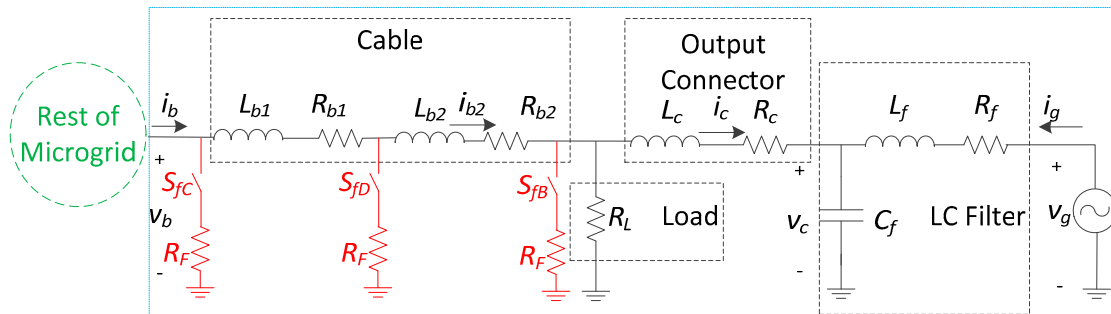 Cable
Output
Connector
Rest of
Microgrid
i_b
L_b1
R_b1
L_b2
i_b2
R_b2
L_c
i_c
R_c
L_f
R_f
i_g
+
v_b
-
S_fC
R_F
S_fD
R_F
S_fB
R_F
R_L
Load
+
v_c
-
C_f
LC Filter
+
v_g
-